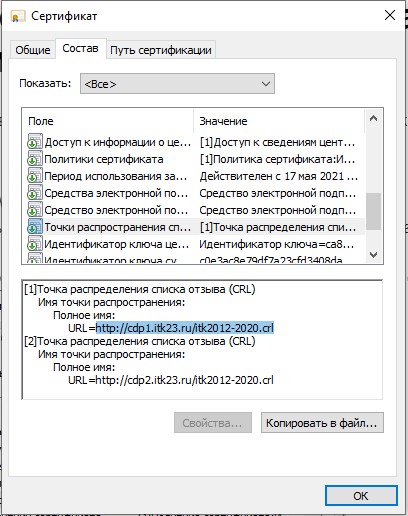 Сертификат
Общие Состав Путь сертификации
Показать: <Все>
Поле Значение
Доступ к информации о це... [1]Доступ к сведениям цент...
Политики сертификата [1]Политика сертификата:И...
Период использования за... Действителен с 17 мая 2021 ...
Средства электронной по... Средство электронной подп...
Средства электронной по... Средство электронной подп...
Точки распространения сп... [1]Точка распределения спи...
Идентификатор ключа це... Идентификатор ключа=ca8...
Идентификатор ключа су... c0e3ac8e79df7a23cfd3408da
[1]Точка распределения списка отзыва (CRL)
Имя точки распространения:
Полное имя:
URL=http://cdp1.itk23.ru/itk2012-2020.crl
[2]Точка распределения списка отзыва (CRL)
Имя точки распространения:
Полное имя:
URL=http://cdp2.itk23.ru/itk2012-2020.crl
Свойства... Копировать в файл...
OK